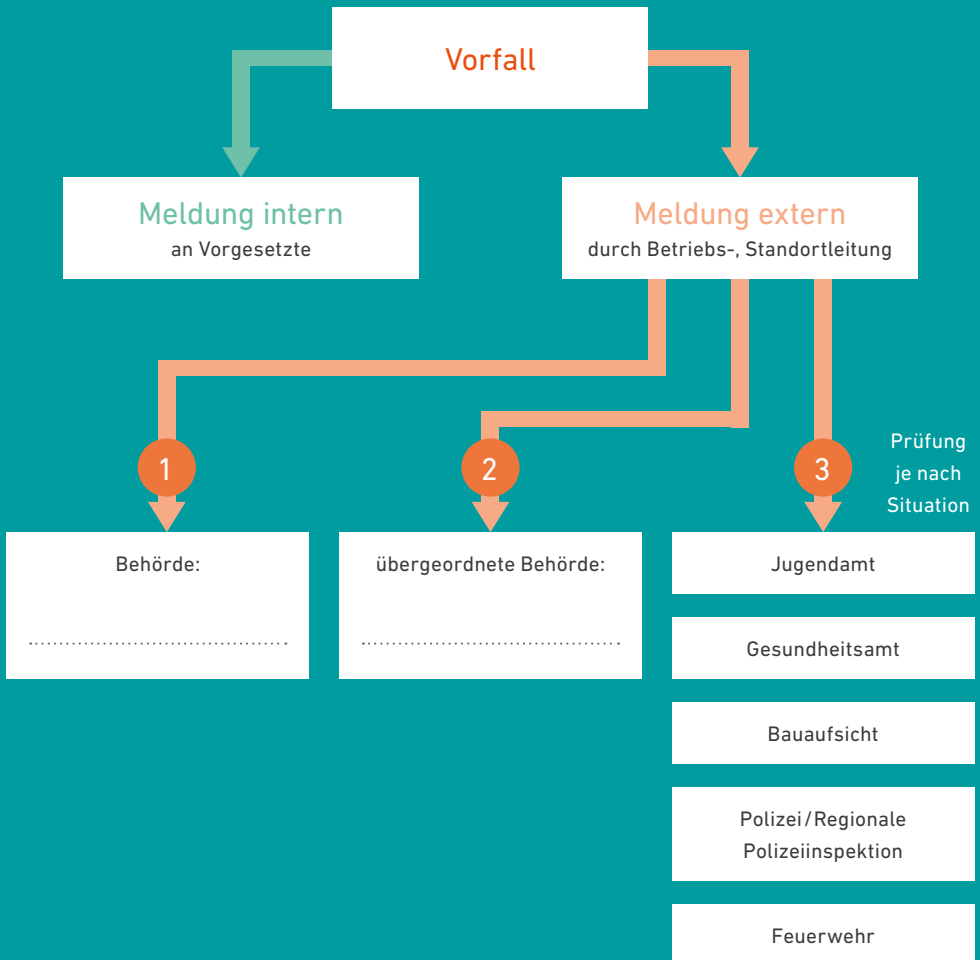 Vorfall
Meldung intern
an Vorgesetzte
Meldung extern
durch Betriebs-, Standortleitung
1
2
3
Prüfung
je nach
Situation
Behörde:
übergeordnete Behörde:
Jugendamt
Gesundheitsamt
Bauaufsicht
Polizei/Regionale
Polizeiinspektion
Feuerwehr